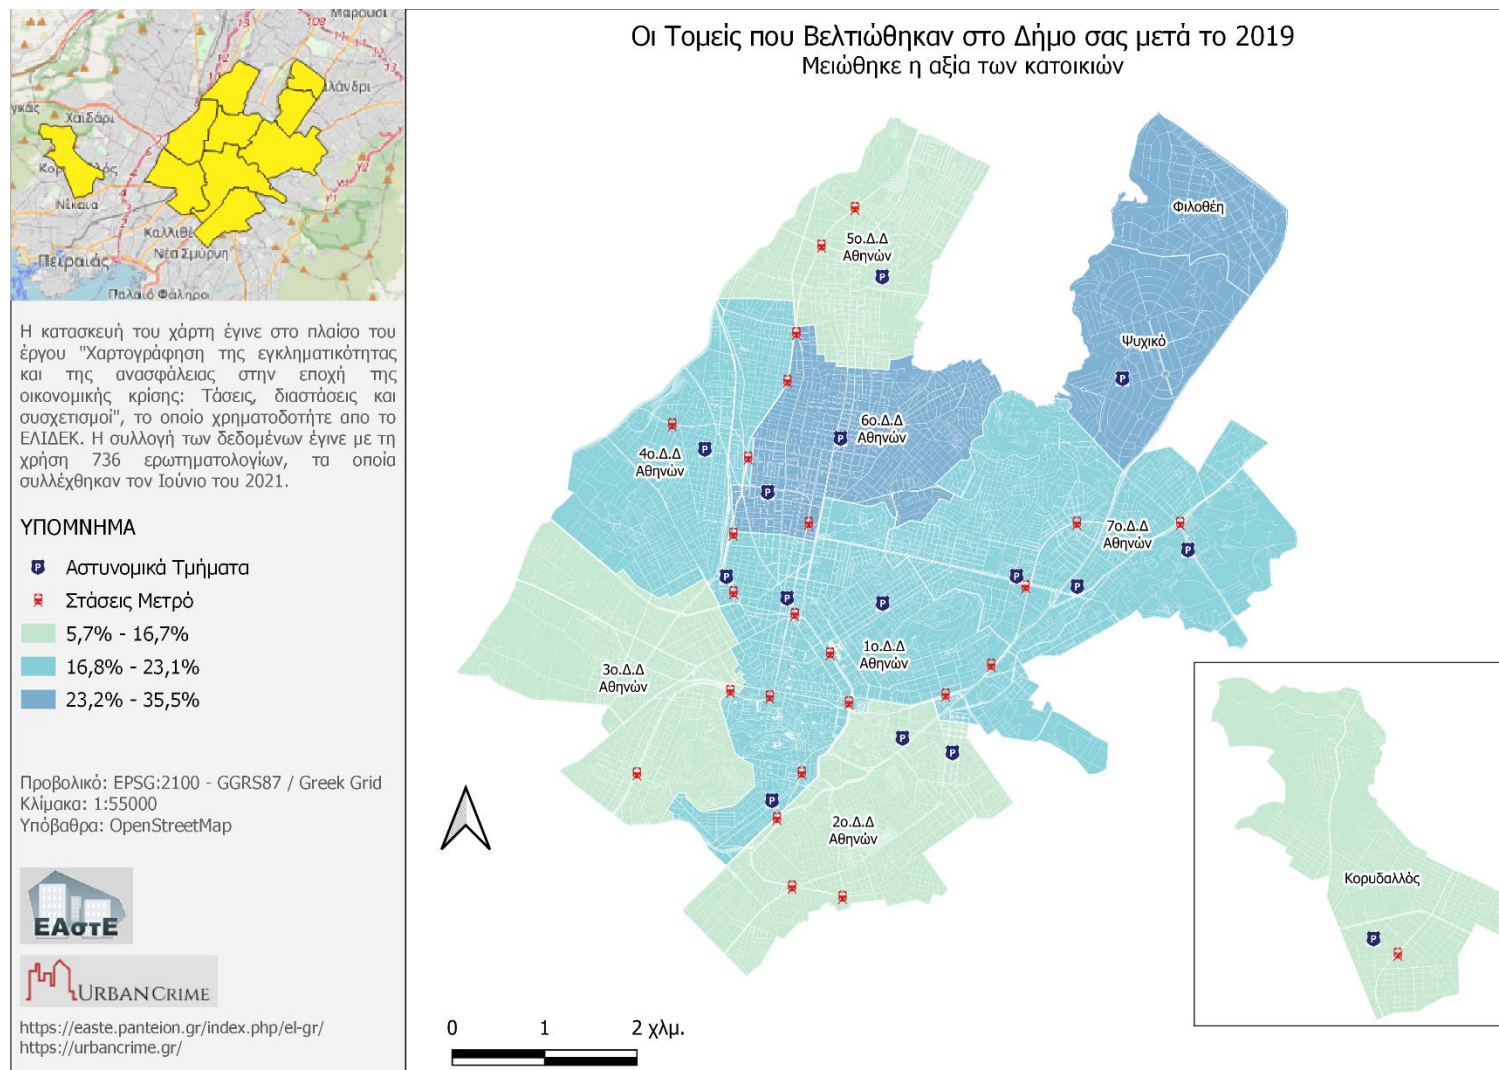 Οι Τομείς που Βελτιώθηκαν στο Δήμο σας μετά το 2019
Μειώθηκε η αξία των κατοικιών
Μαρούσι
Χαϊδάρι
Νίκαια
Πειραιάς
Νέα Σμύρνη
Παλαιό Φάληρο
Η κατασκευή του χάρτη έγινε στο πλαίσο του
έργου "Χαρτογράφηση της εγκληματικότητας
και της ανασφάλειας στην εποχή της
οικονομικής κρίσης: Τάσεις, διαστάσεις και
συσχετισμοί", το οποίο χρηματοδοτήτε απο το
ΕΛΙΔΕΚ. Η συλλογή των δεδομένων έγινε με τη
χρήση 736 ερωτηματολογίων, τα οποία
συλλέχθηκαν τον Ιούνιο του 2021.
ΥΠΟΜΝΗΜΑ
Αστυνομικά Τμήματα
Στάσεις Μετρό
5,7% - 16,7%
16,8% - 23,1%
23,2% - 35,5%
Προβολικό: EPSG:2100 - GGRS87 / Greek Grid
Κλίμακα: 1:55000
Υπόβαθρα: OpenStreetMap
ΕΑστΕ
URBANCRIME
https://easte.panteion.gr/index.php/el-gr/
https://urbancrime.gr/
Φιλοθέη
5ο.Δ.Δ
Αθηνών
Ψυχικό
6ο.Δ.Δ
Αθηνών
4ο.Δ.Δ
Αθηνών
7ο.Δ.Δ
Αθηνών
1ο.Δ.Δ
Αθηνών
3ο.Δ.Δ
Αθηνών
2ο.Δ.Δ
Αθηνών
Κορυδαλλός
0 1 2 χλμ.